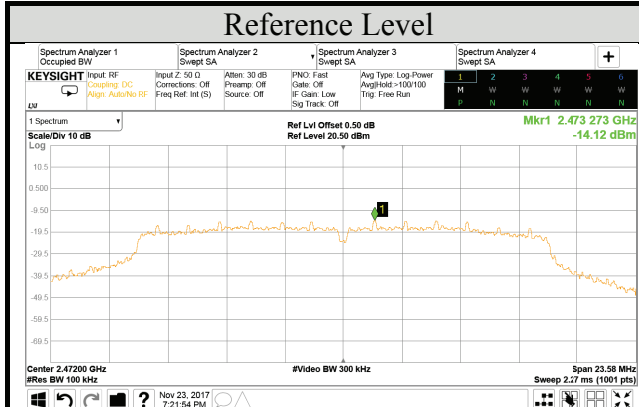 Reference Level
Spectrum Analyzer 1
Occupied BW
Spectrum Analyzer 2
Swept SA
Spectrum Analyzer 3
Swept SA
Spectrum Analyzer 4
Swept SA
+
KEYSIGHT
Input: RF
Coupling: DC
Align: Auto/No RF
Input Z: 50 Ω
Corrections: Off
Freq Ref: Int (S)
Atten: 30 dB
Preamp: Off
Source: Off
PNO: Fast
Gate: Off
IF Gain: Low
Sig Track: Off
Avg Type: Log-Power
Avg|Hold:>100/100
Trig: Free Run
1 2 3 4 5 6
M W W W W W
P N N N N N
LXI
1 Spectrum
Scale/Div 10 dB
Ref Lvl Offset 0.50 dB
Ref Level 20.50 dBm
Mkr1 2.473 273 GHz
-14.12 dBm
Log
10.5
0.500
-9.50
1
-19.5
-29.5
-39.5
-49.5
-59.5
-69.5
Center 2.47200 GHz
#Res BW 100 kHz
#Video BW 300 kHz
Span 23.58 MHz
Sweep 2.27 ms (1001 pts)
?
Nov 23, 2017
7:21:54 PM